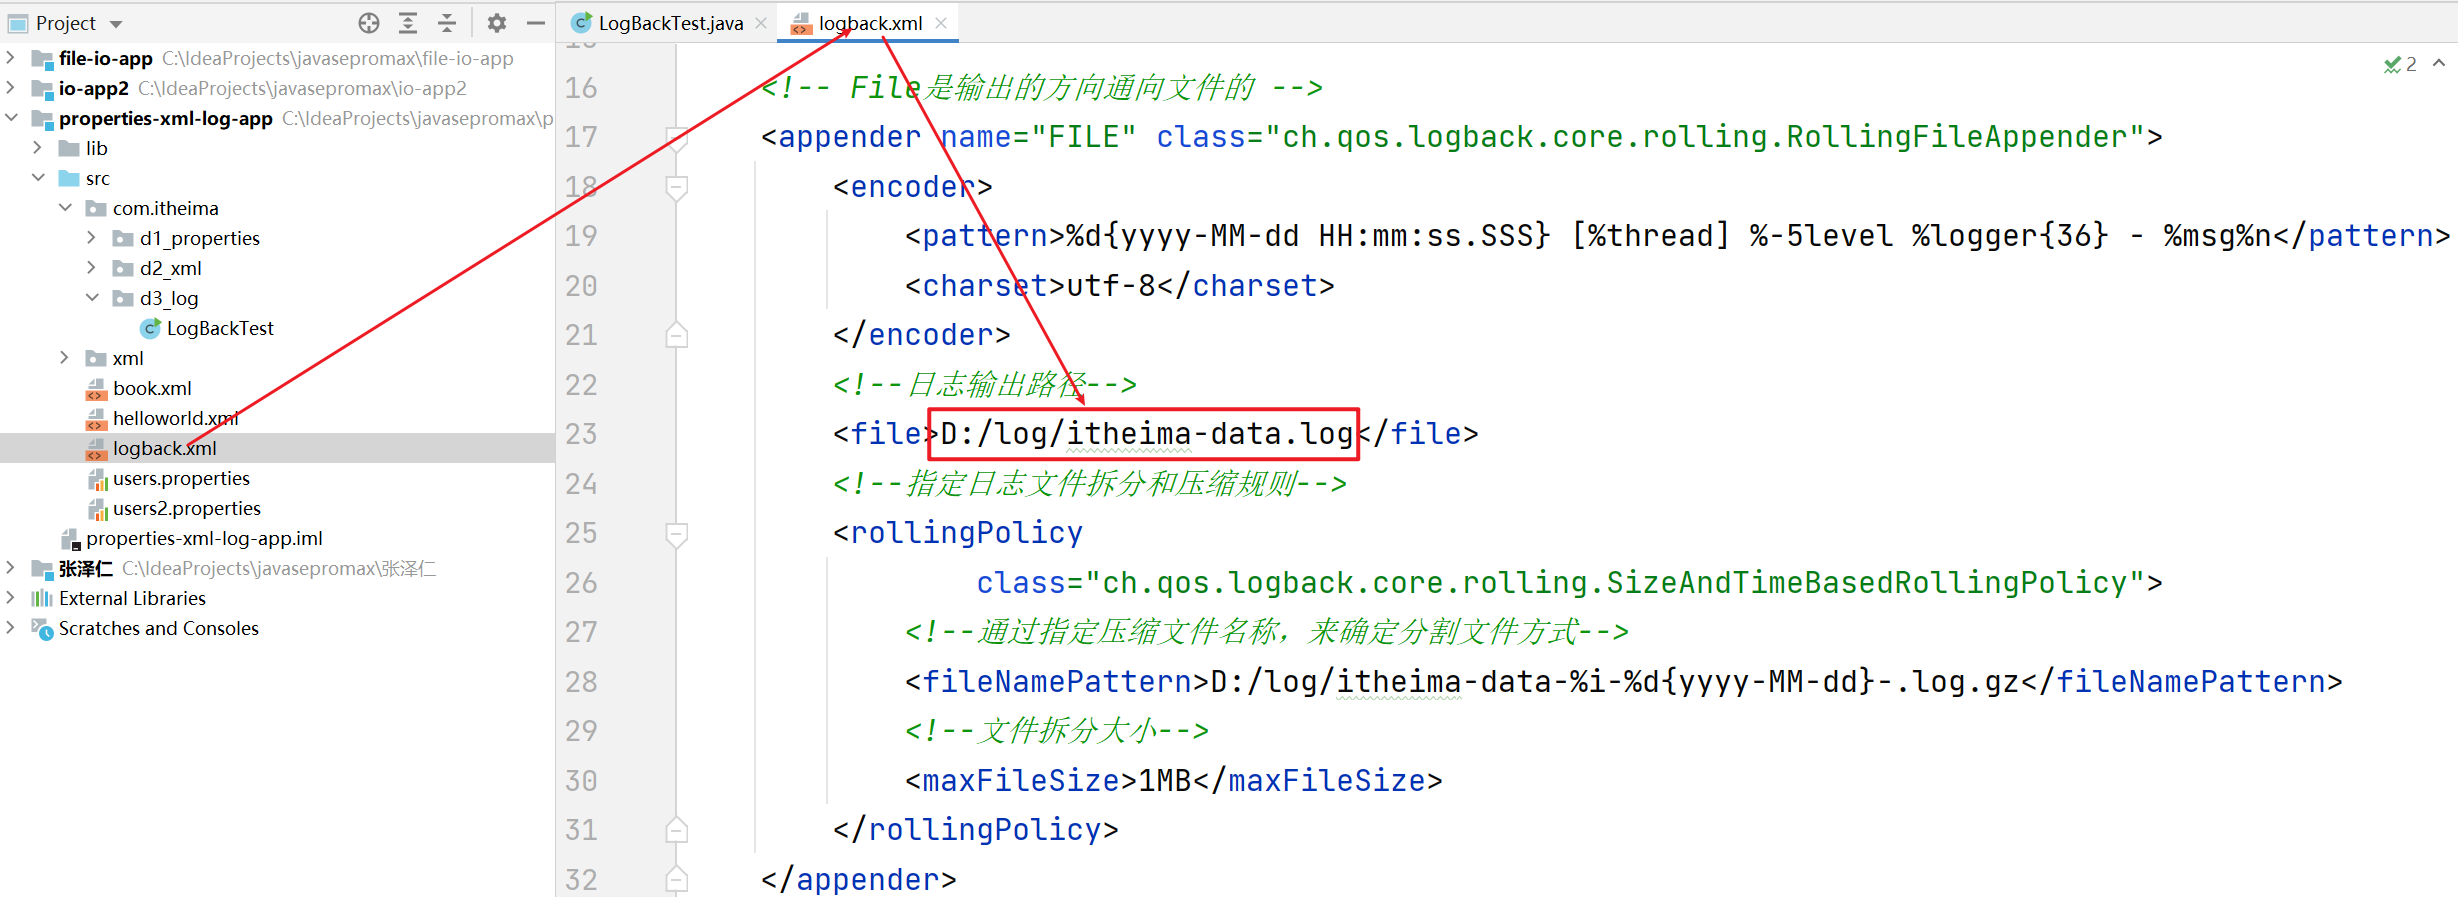 Project
file-io-app C:\IdeaProjects\javasepromax\file-io-app
io-app2 C:\IdeaProjects\javasepromax\io-app2
properties-xml-log-app C:\IdeaProjects\javasepromax\p
lib
src
com.itheima
d1_properties
d2_xml
d3_log
LogBackTest
xml
book.xml
helloworld.xml
logback.xml
users.properties
users2.properties
properties-xml-log-app.iml
张泽仁 C:\IdeaProjects\javasepromax\张泽仁
External Libraries
Scratches and Consoles
LogBackTest.java
logback.xml
2
16 <!-- File是输出的方向通向文件的 -->
17 <appender name="FILE" class="ch.qos.logback.core.rolling.RollingFileAppender">
18 <encoder>
19 <pattern>%d{yyyy-MM-dd HH:mm:ss.SSS} [%thread] %-5level %logger{36} - %msg%n</pattern>
20 <charset>utf-8</charset>
21 </encoder>
22 <!--日志输出路径-->
23 <file>D:/log/itheima-data.log</file>
24 <!--指定日志文件拆分和压缩规则-->
25 <rollingPolicy
26 class="ch.qos.logback.core.rolling.SizeAndTimeBasedRollingPolicy">
27 <!--通过指定压缩文件名称，来确定分割文件方式-->
28 <fileNamePattern>D:/log/itheima-data-%i-%d{yyyy-MM-dd}-.log.gz</fileNamePattern>
29 <!--文件拆分大小-->
30 <maxFileSize>1MB</maxFileSize>
31 </rollingPolicy>
32 </appender>